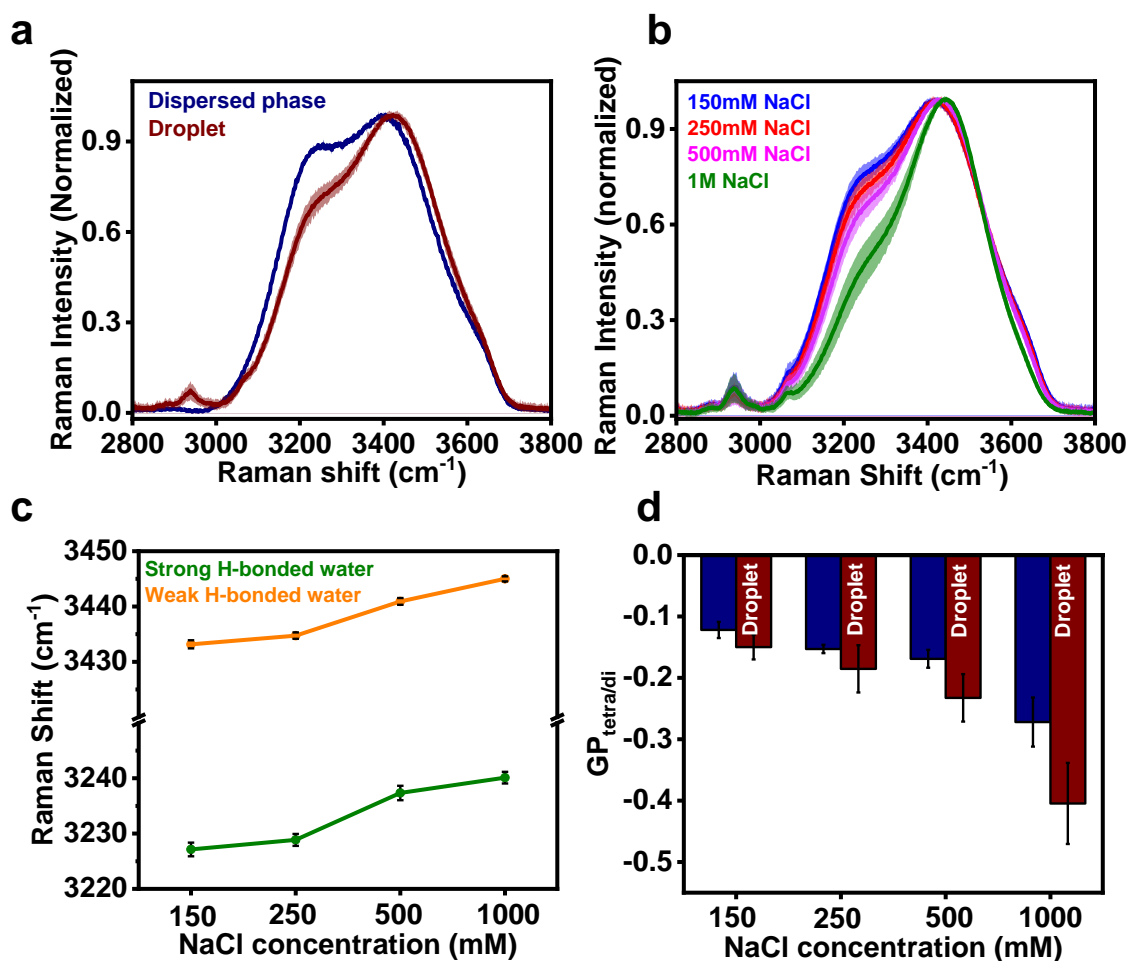 a
Raman Intensity (Normalized)
0.9
0.6
0.3
0.0
Dispersed phase
Droplet
2800 3000 3200 3400 3600 3800
Raman shift (cm⁻¹)
b
Raman Intensity (normalized)
0.9
0.6
0.3
0.0
150mM NaCl
250mM NaCl
500mM NaCl
1M NaCl
2800 3000 3200 3400 3600 3800
Raman Shift (cm⁻¹)
c
Raman Shift (cm⁻¹)
3450
3440
3430
3240
3230
3220
Strong H-bonded water
Weak H-bonded water
150 250 500 1000
NaCl concentration (mM)
d
GP tetra/di
0.0
-0.1
-0.2
-0.3
-0.4
-0.5
Droplet
Droplet
Droplet
Droplet
150 250 500 1000
NaCl concentration (mM)